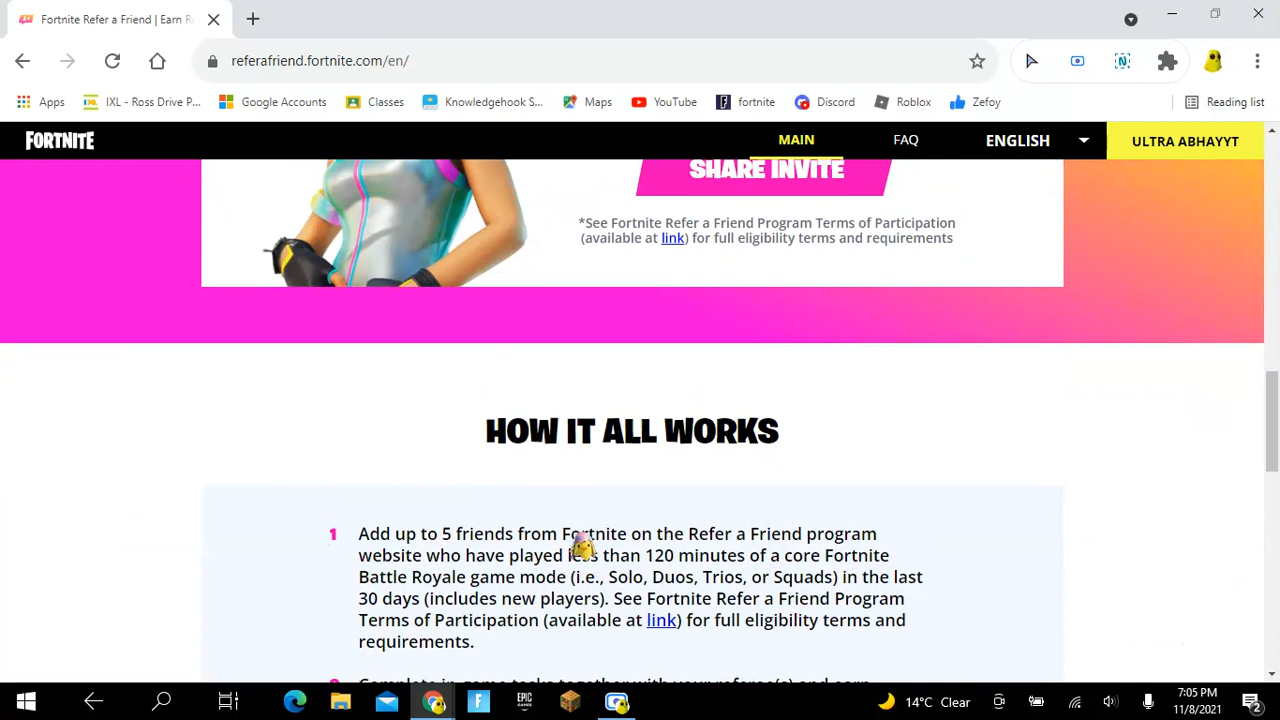 Fortnite Refer a Friend | Earn R
referafriend.fortnite.com/en/
Apps IXL - Ross Drive P... Google Accounts Classes Knowledgehook S... Maps YouTube fortnite Discord Roblox Zefoy Reading list
FORTNITE MAIN FAQ ENGLISH ULTRA ABHAYYT
SHARE INVITE
*See Fortnite Refer a Friend Program Terms of Participation
(available at link) for full eligibility terms and requirements
HOW IT ALL WORKS
1 Add up to 5 friends from Fortnite on the Refer a Friend program
website who have played less than 120 minutes of a core Fortnite
Battle Royale game mode (i.e., Solo, Duos, Trios, or Squads) in the last
30 days (includes new players). See Fortnite Refer a Friend Program
Terms of Participation (available at link) for full eligibility terms and
requirements.
EPIC GAMES
14°C Clear
7:05 PM
11/8/2021
2